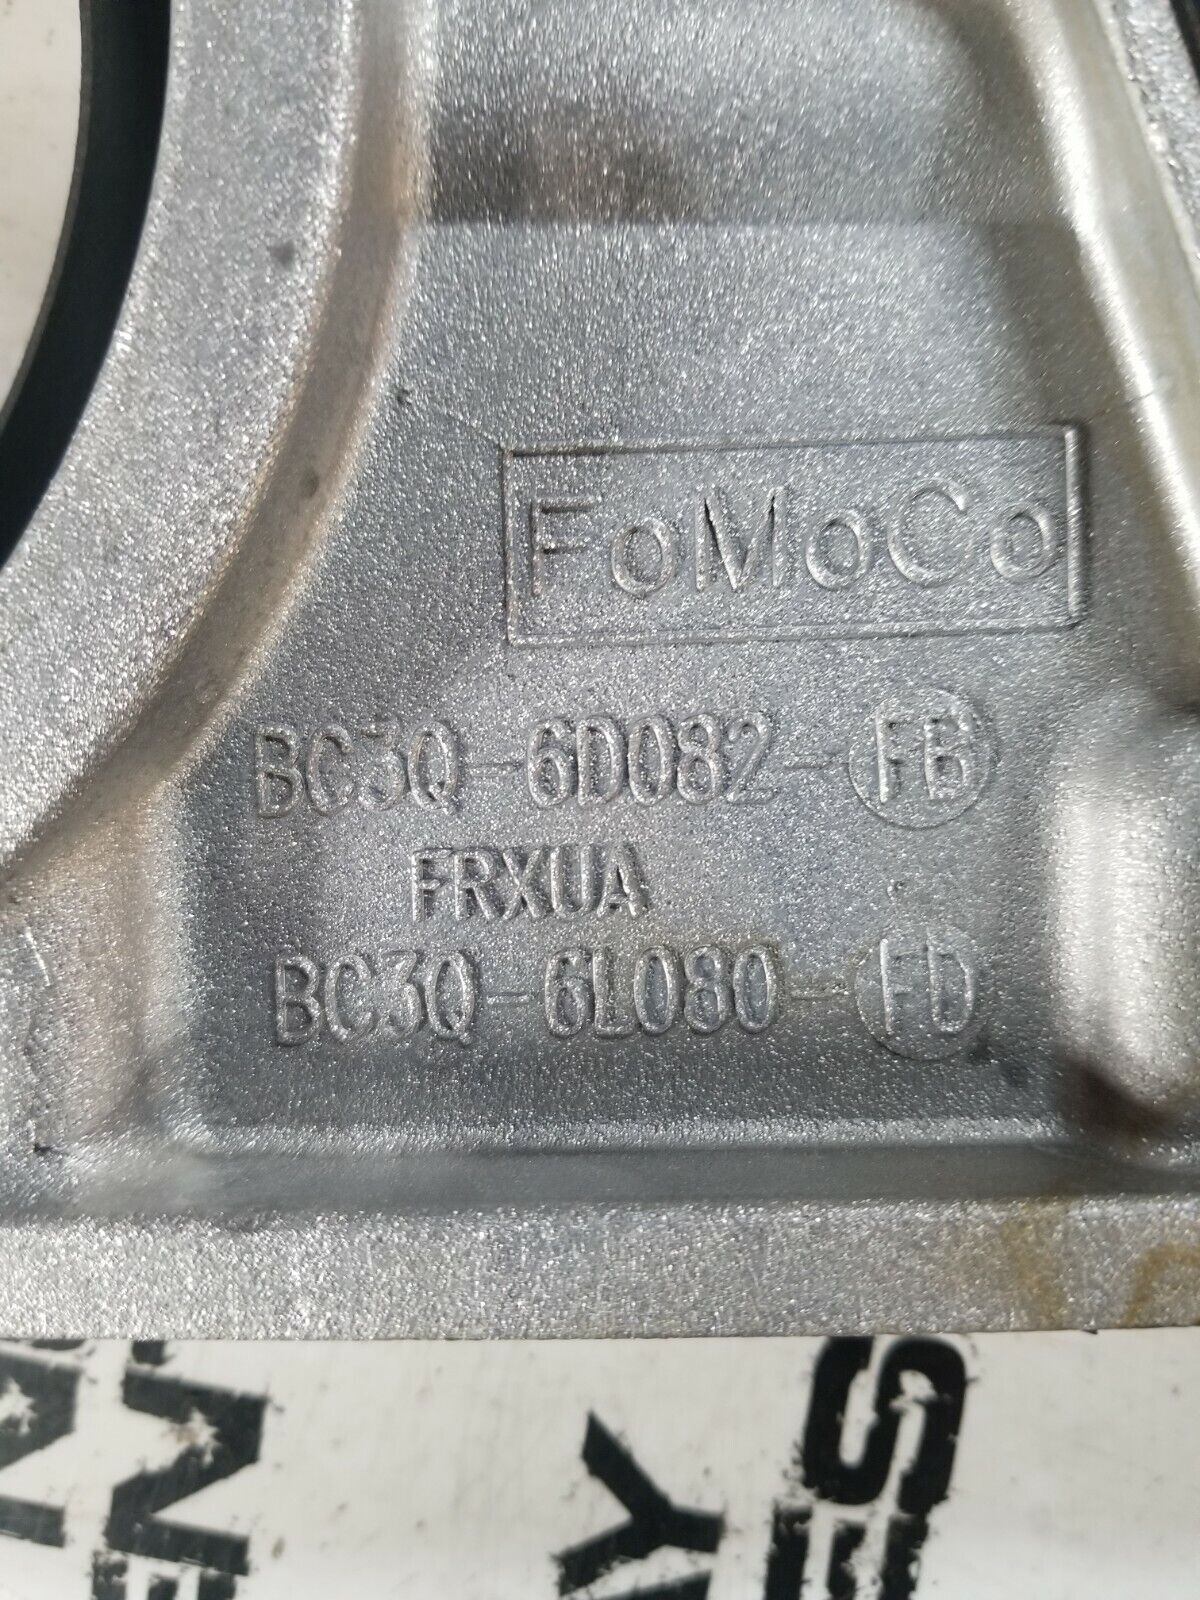 FoMoCo
BC3Q-6D082-FB
FRXUA
BC3Q-6L080-FD